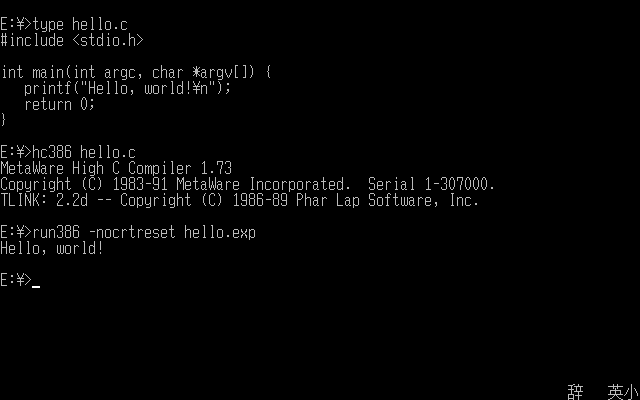 E:¥>type hello.c
#include <stdio.h>
int main(int argc, char *argv[]) {
   printf("Hello, world!¥n");
   return 0;
}
E:¥>hc386 hello.c
MetaWare High C Compiler 1.73
Copyright (C) 1983-91 MetaWare Incorporated.  Serial 1-307000.
TLINK: 2.2d -- Copyright (C) 1986-89 Phar Lap Software, Inc.
E:¥>run386 -nocrtreset hello.exp
Hello, world!
E:¥>_
辞  英小